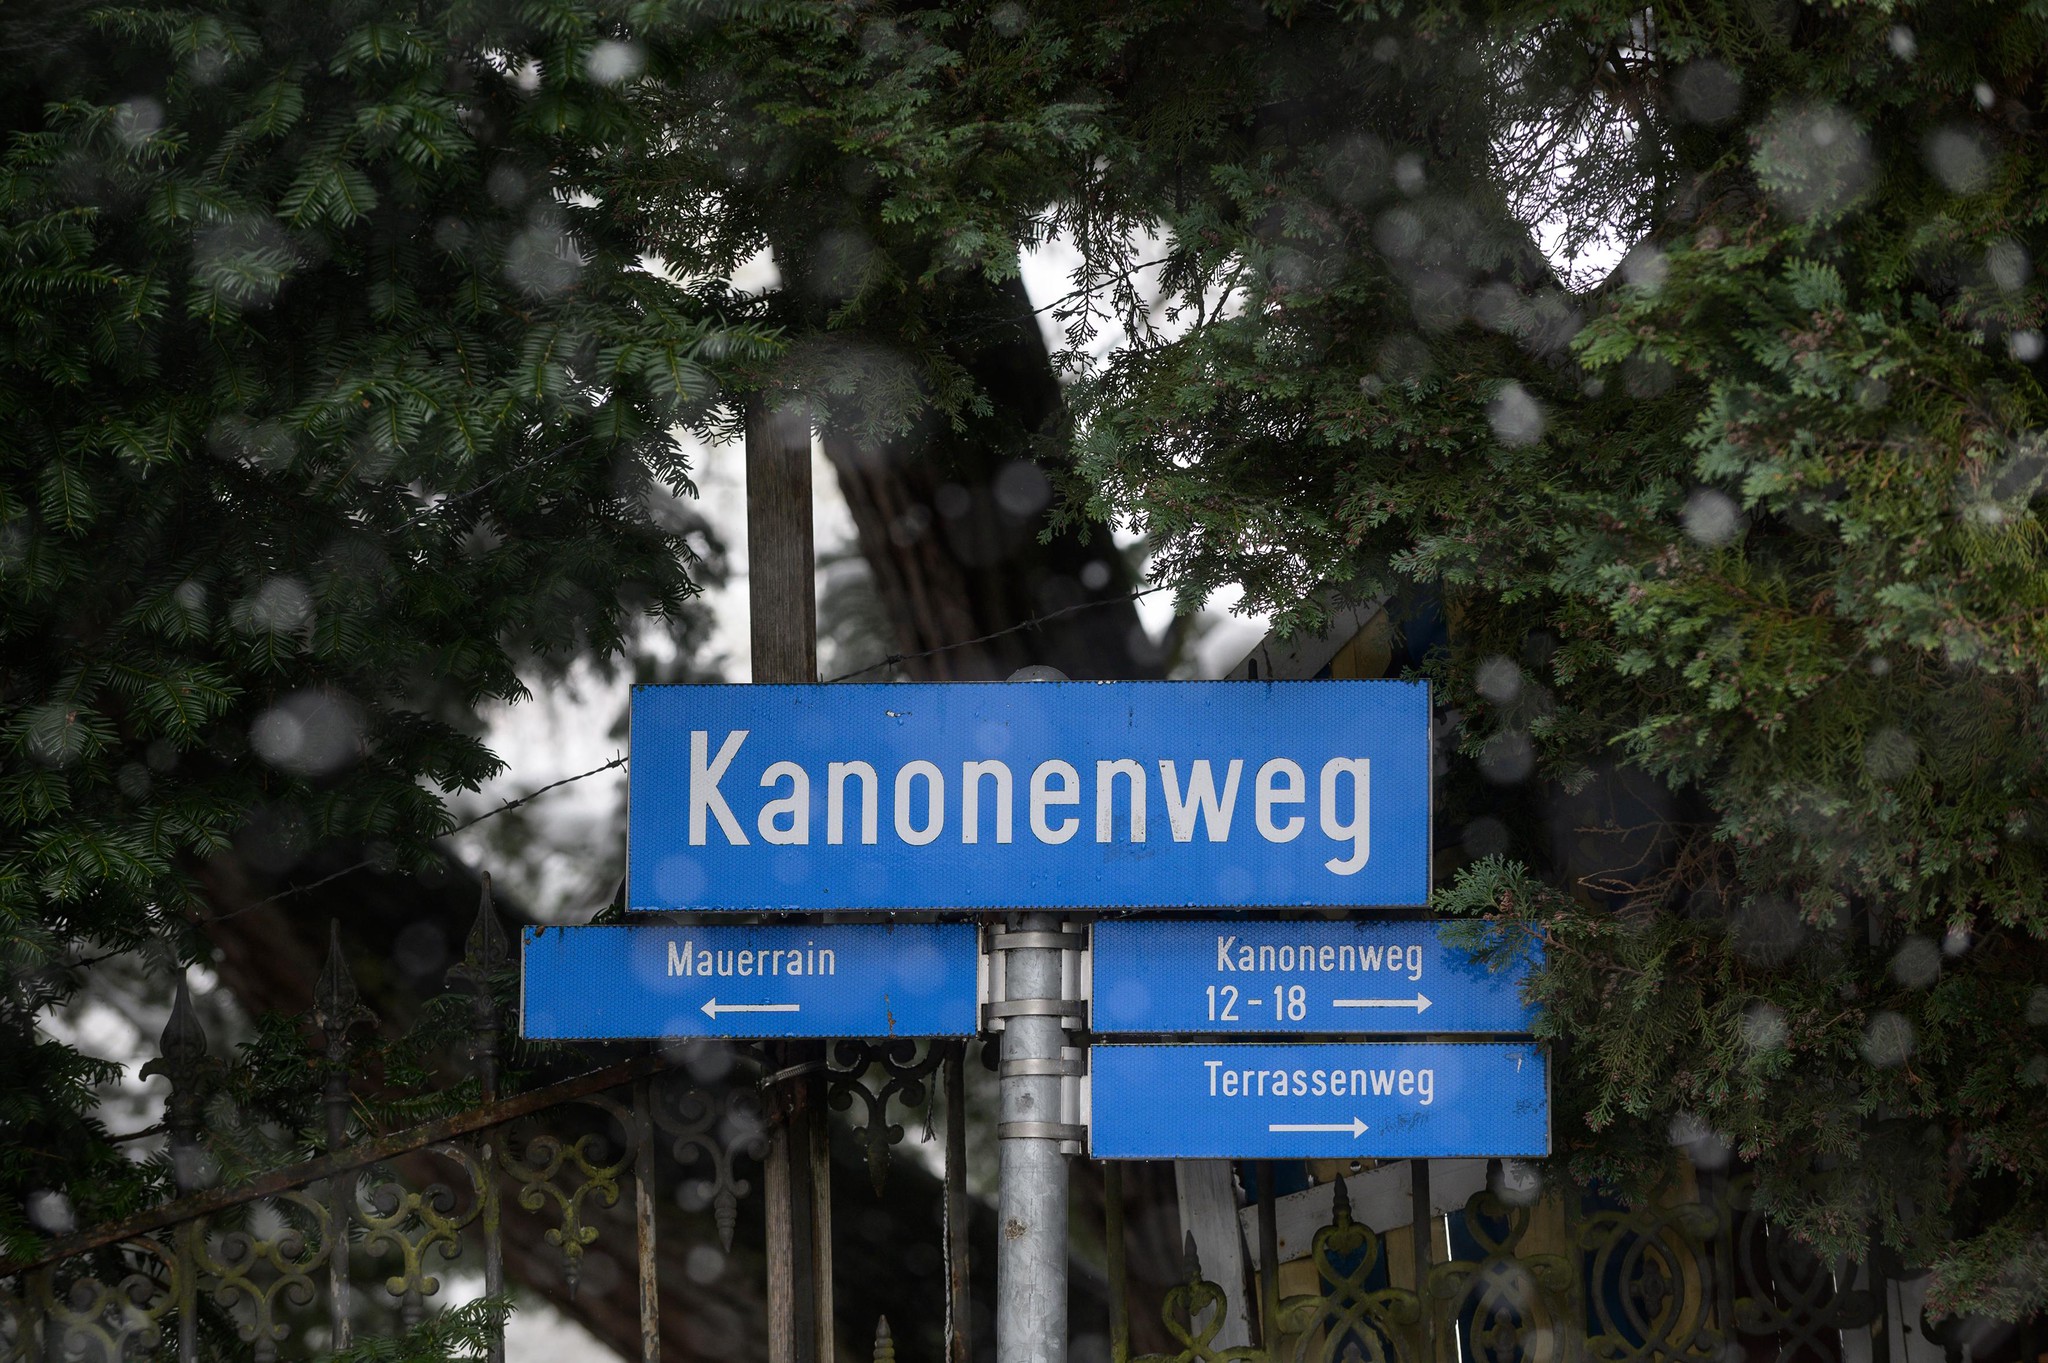 Kanonenweg
Mauerrain
←
Kanonenweg
12-18 →
Terrassenweg
→